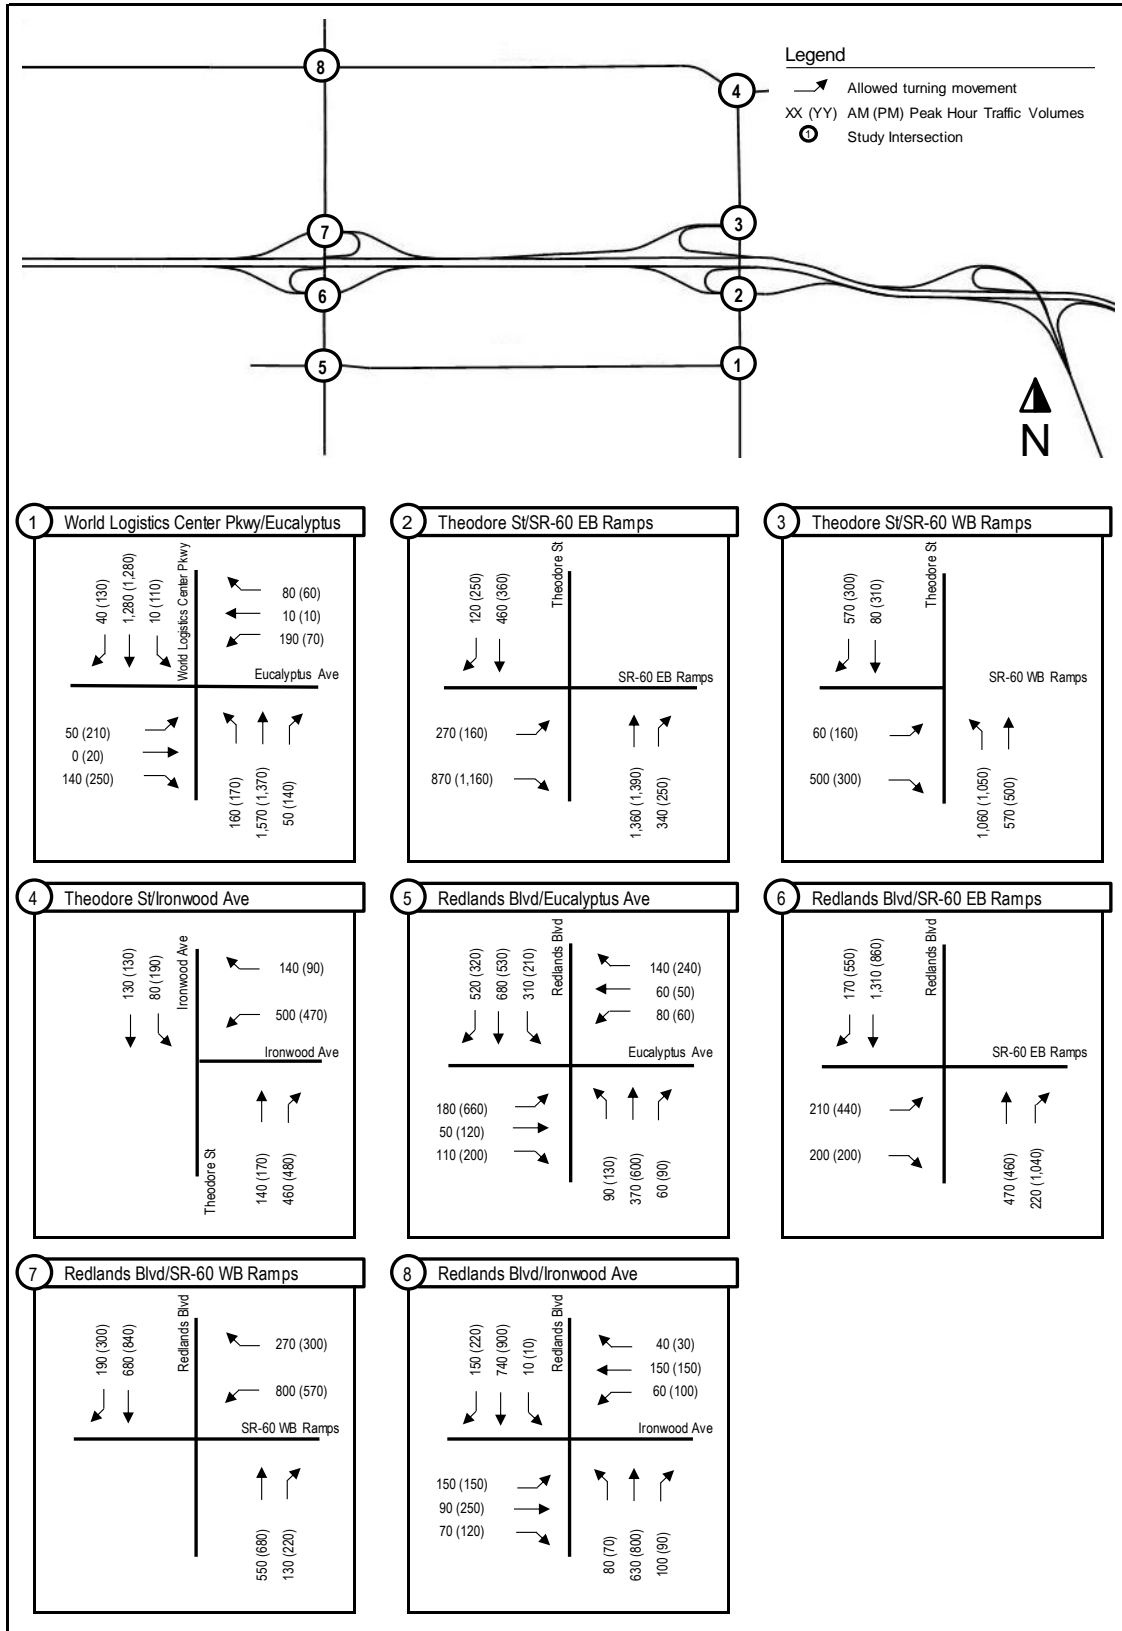 Legend
Allowed turning movement
XX (YY) AM (PM) Peak Hour Traffic Volumes
1 Study Intersection
8
4
7
3
6
2
5
1
N
1 World Logistics Center Pkwy/Eucalyptus
40 (130)
1,280 (1,280)
10 (110)
World Logistics Center Pkwy
80 (60)
10 (10)
190 (70)
Eucalyptus Ave
50 (210)
0 (20)
140 (250)
160 (170)
1,570 (1,370)
50 (140)
2 Theodore St/SR-60 EB Ramps
120 (250)
460 (360)
Theodore St
SR-60 EB Ramps
270 (160)
870 (1,160)
1,360 (1,390)
340 (250)
3 Theodore St/SR-60 WB Ramps
570 (300)
80 (310)
Theodore St
SR-60 WB Ramps
60 (160)
500 (300)
1,060 (1,050)
570 (500)
4 Theodore St/Ironwood Ave
130 (130)
80 (190)
Ironwood Ave
140 (90)
500 (470)
Ironwood Ave
Theodore St
140 (170)
460 (480)
5 Redlands Blvd/Eucalyptus Ave
520 (320)
680 (530)
310 (210)
Redlands Blvd
140 (240)
60 (50)
80 (60)
Eucalyptus Ave
180 (660)
50 (120)
110 (200)
90 (130)
370 (600)
60 (90)
6 Redlands Blvd/SR-60 EB Ramps
170 (550)
1,310 (860)
Redlands Blvd
SR-60 EB Ramps
210 (440)
200 (200)
470 (460)
220 (1,040)
7 Redlands Blvd/SR-60 WB Ramps
190 (300)
680 (840)
Redlands Blvd
270 (300)
800 (570)
SR-60 WB Ramps
550 (680)
130 (220)
8 Redlands Blvd/Ironwood Ave
150 (220)
740 (900)
10 (10)
Redlands Blvd
40 (30)
150 (150)
60 (100)
Ironwood Ave
150 (150)
90 (250)
70 (120)
80 (70)
630 (800)
100 (90)